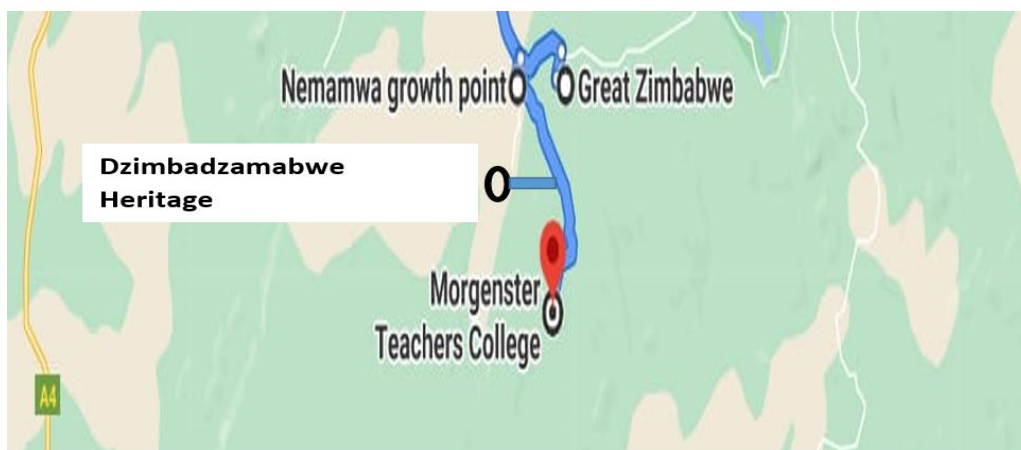 Nemamwa growth point
Great Zimbabwe
Dzimbadzamabwe
Heritage
Morgenster
Teachers College
A4